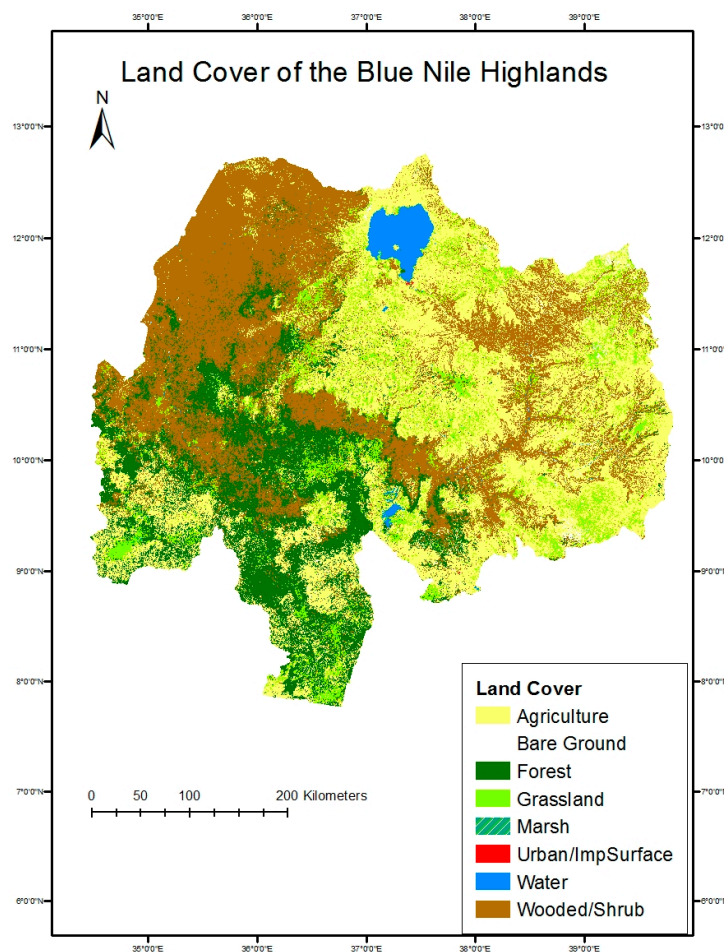 35°0'0"E 36°0'0"E 37°0'0"E 38°0'0"E 39°0'0"E
Land Cover of the Blue Nile Highlands
N
13°0'0"N 13°0'0"N
12°0'0"N 12°0'0"N
11°0'0"N 11°0'0"N
10°0'0"N 10°0'0"N
9°0'0"N 9°0'0"N
8°0'0"N 8°0'0"N
Land Cover
Agriculture
Bare Ground
Forest
Grassland
Marsh
Urban/ImpSurface
Water
Wooded/Shrub
0 50 100 200 Kilometers
7°0'0"N 7°0'0"N
6°0'0"N 6°0'0"N
35°0'0"E 36°0'0"E 37°0'0"E 38°0'0"E 39°0'0"E